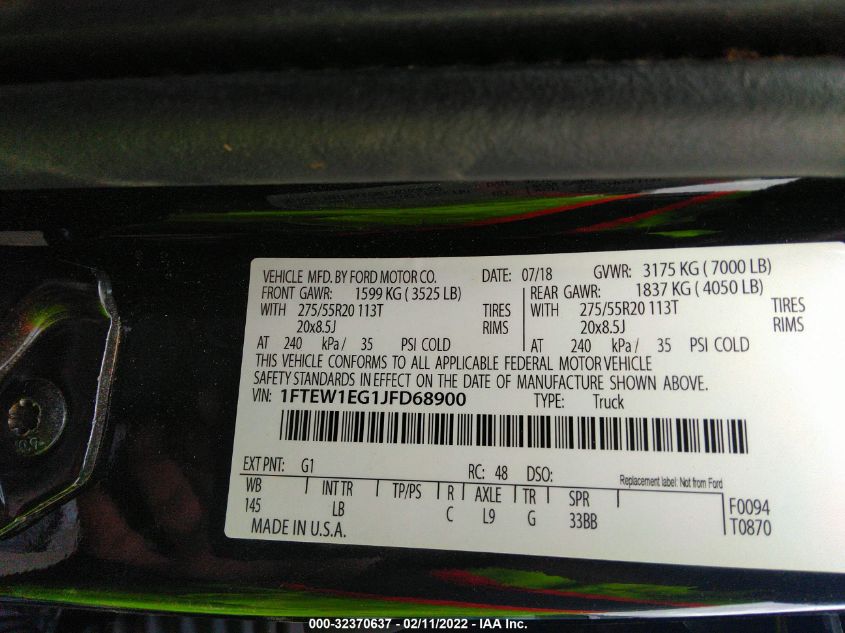 VEHICLE MFD. BY FORD MOTOR CO. DATE: 07/18 GVWR: 3175 KG ( 7000 LB)
FRONT GAWR: 1599 KG ( 3525 LB) REAR GAWR: 1837 KG ( 4050 LB)
WITH 275/55R20 113T TIRES WITH 275/55R20 113T TIRES
20x8.5J RIMS 20x8.5J RIMS
AT 240 kPa / 35 PSI COLD AT 240 kPa / 35 PSI COLD
THIS VEHICLE CONFORMS TO ALL APPLICABLE FEDERAL MOTOR VEHICLE
SAFETY STANDARDS IN EFFECT ON THE DATE OF MANUFACTURE SHOWN ABOVE.
VIN: 1FTEW1EG1JFD68900 TYPE: Truck
EXT PNT: G1 RC: 48 DSO: Replacement label: Not from Ford
WB INT TR TP/PS R AXLE TR SPR F0094
145 LB C L9 G 33BB T0870
MADE IN U.S.A.
000-32370637 - 02/11/2022 - IAA Inc.